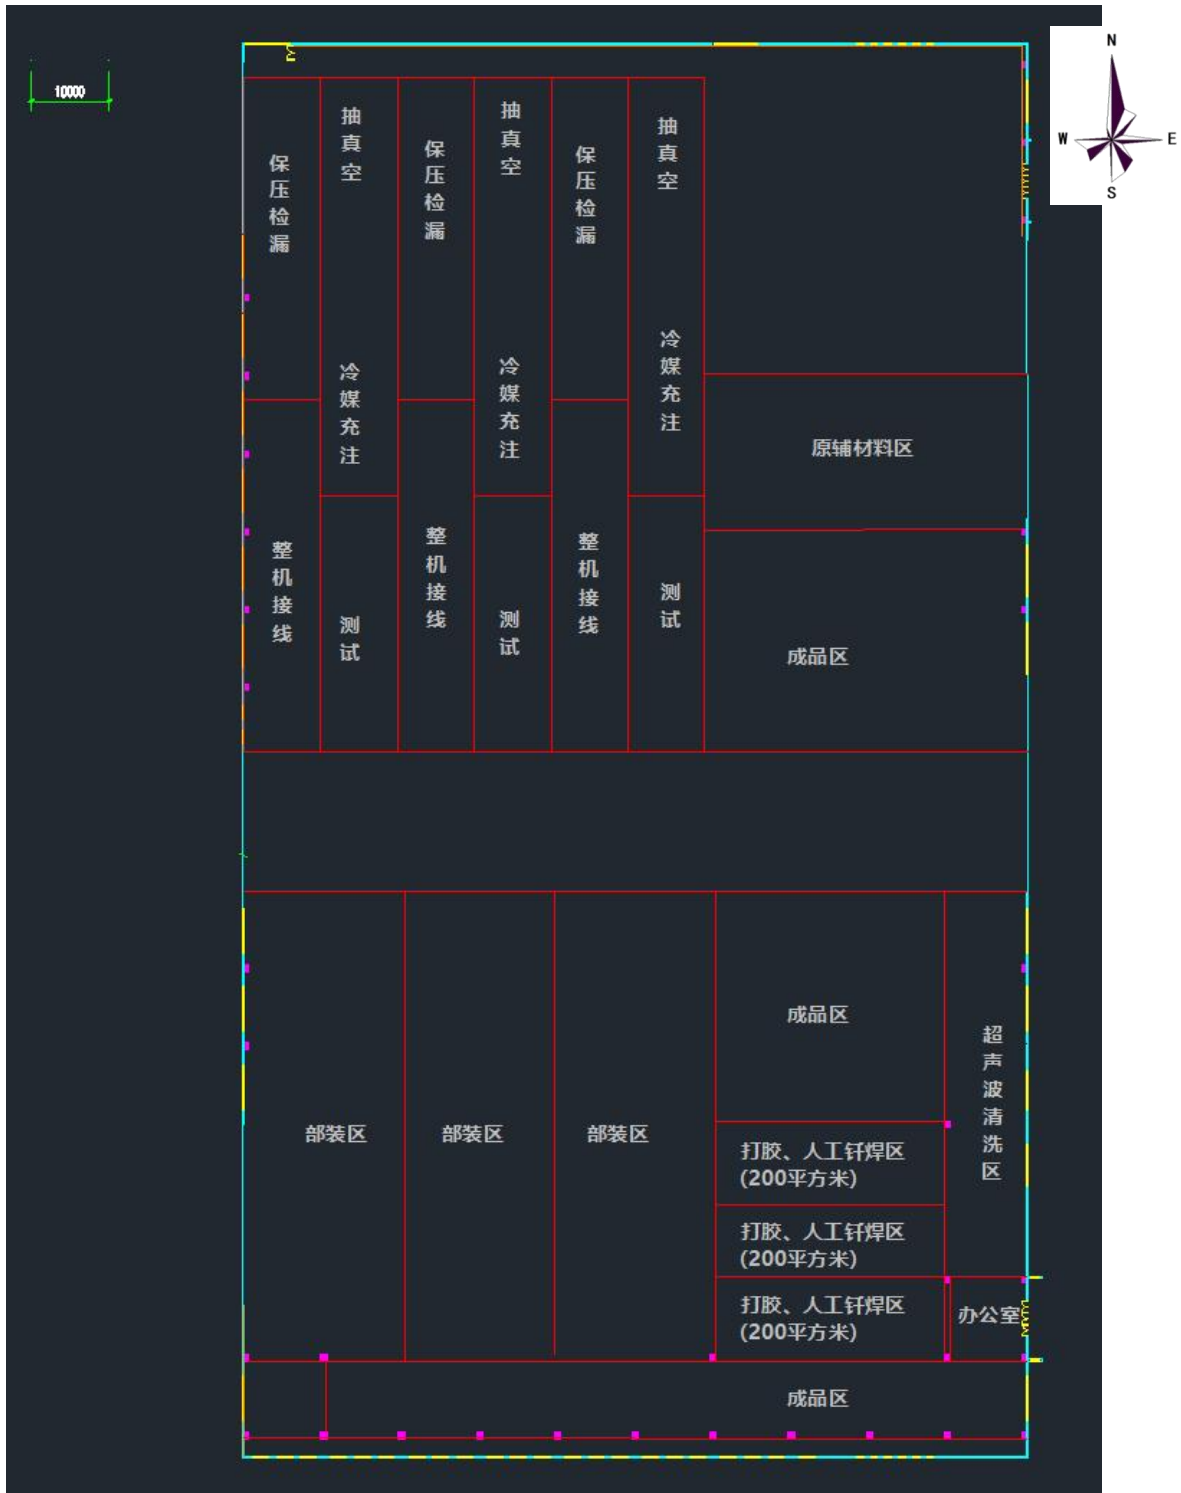 10000
N
W
E
S
保压检漏
抽真空
保压检漏
抽真空
保压检漏
抽真空
冷媒充注
冷媒充注
冷媒充注
原辅材料区
整机接线
测试
整机接线
测试
整机接线
测试
成品区
成品区
超声波清洗区
部装区
部装区
部装区
打胶、人工钎焊区
(200平方米)
打胶、人工钎焊区
(200平方米)
打胶、人工钎焊区
(200平方米)
办公室
成品区